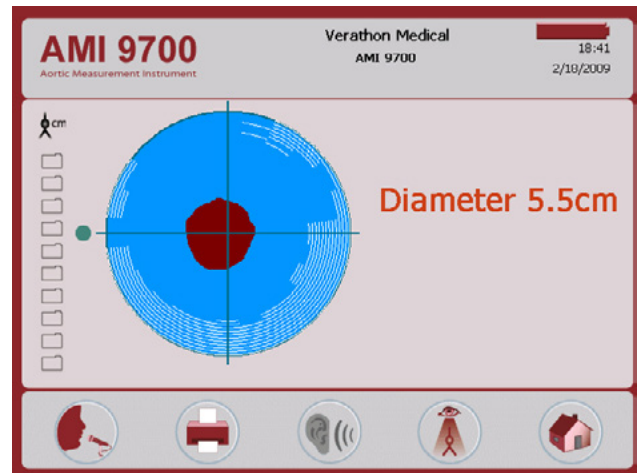 AMI 9700
Aortic Measurement Instrument
Verathon Medical
AMI 9700
18:41
2/18/2009
cm
Diameter 5.5cm